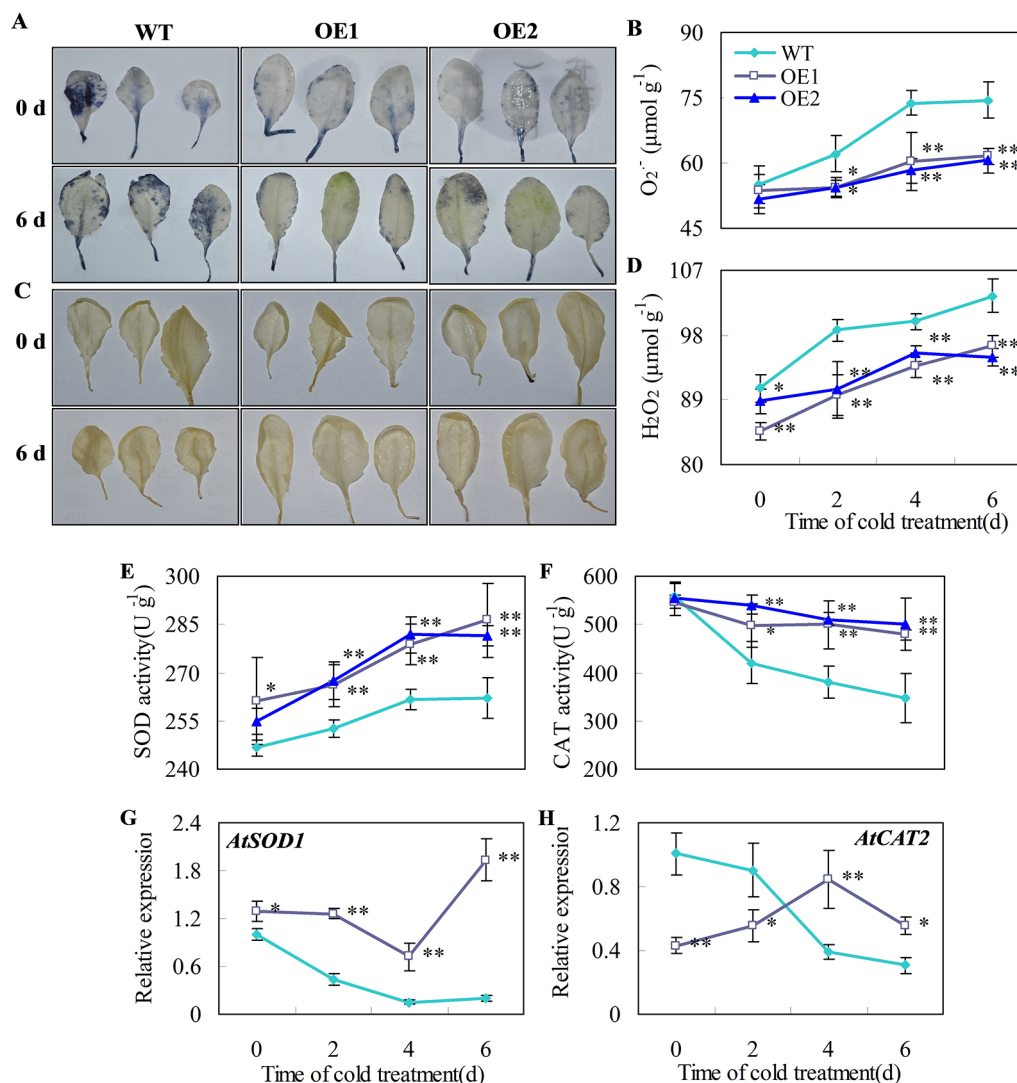 A
WT
OE1
OE2
0 d
6 d
C
0 d
6 d
B
90
75
60
45
O₂·⁻ (µmol g⁻¹)
WT
OE1
OE2
*
*
**
**
**
**
D
107
98
89
80
H₂O₂ (µmol g⁻¹)
*
**
**
**
**
**
**
**
0 2 4 6
Time of cold treatment(d)
E
300
285
270
255
240
SOD activity(U g⁻¹)
*
**
**
**
**
**
**
F
600
500
400
300
200
CAT activity(U g⁻¹)
**
*
**
**
**
**
G
AtSOD1
2.4
1.8
1.2
0.6
0
Relative expression
*
**
**
**
0 2 4 6
Time of cold treatment(d)
H
AtCAT2
1.2
0.8
0.4
0
Relative expression
**
*
**
*
0 2 4 6
Time of cold treatment(d)